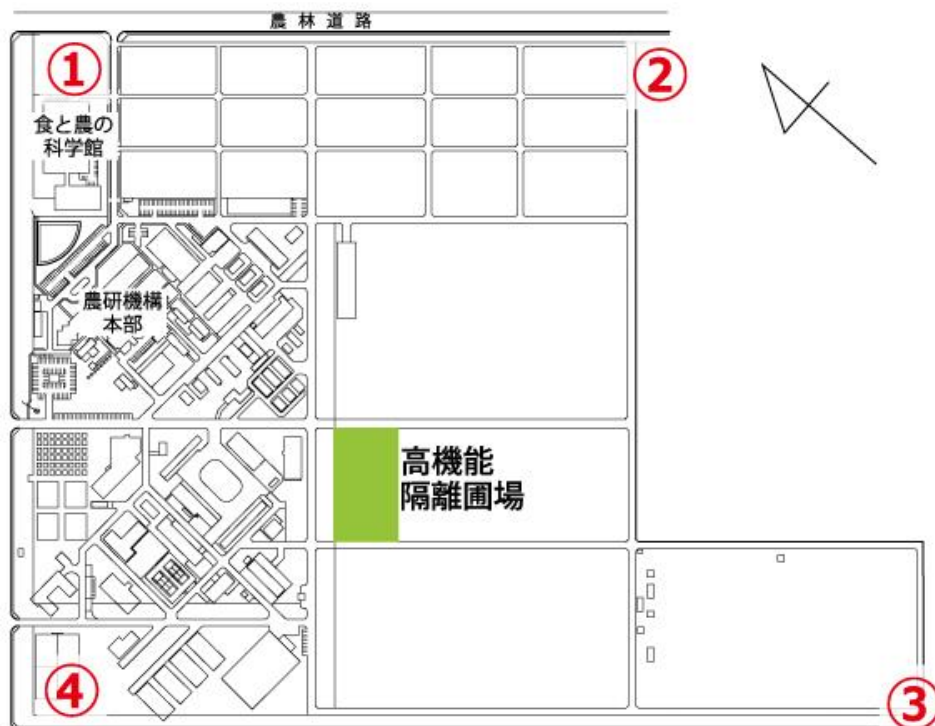 農林道路
①
②
食と農の
科学館
農研機構
本部
高機能
隔離圃場
④
③